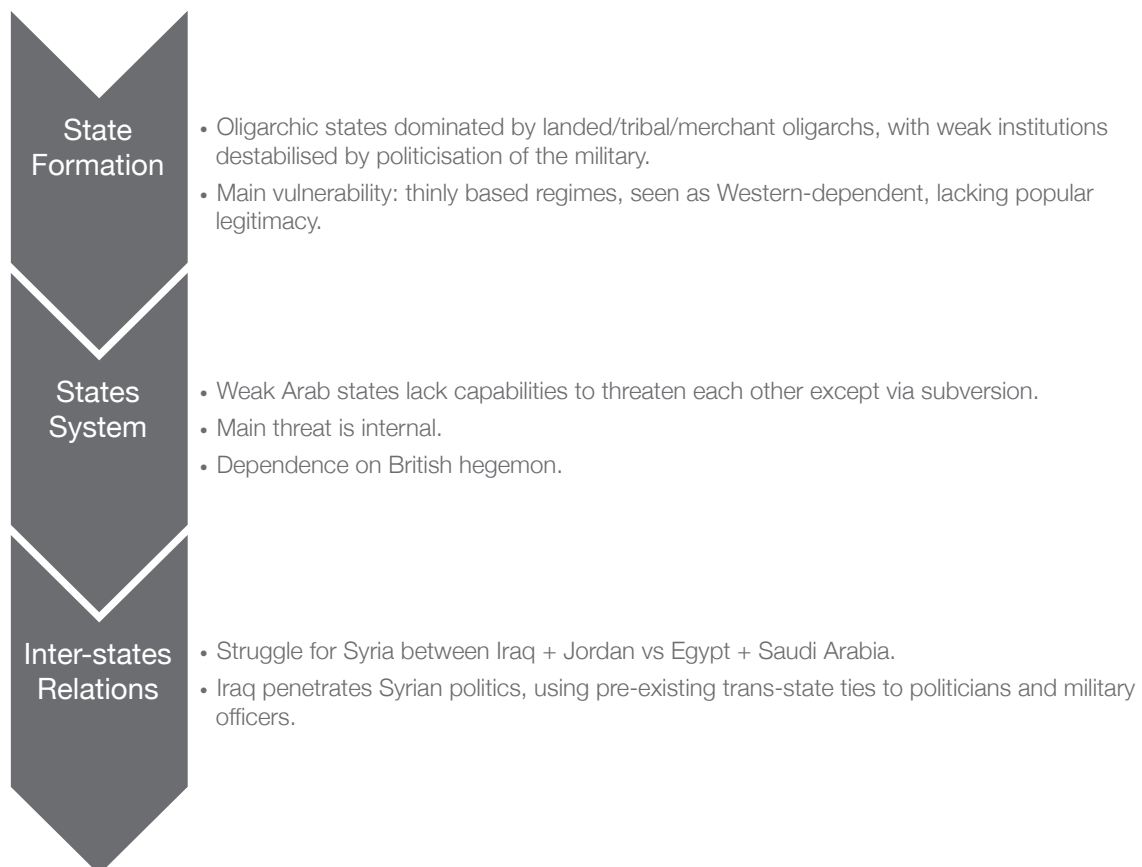 State
Formation
• Oligarchic states dominated by landed/tribal/merchant oligarchs, with weak institutions
destabilised by politicisation of the military.
• Main vulnerability: thinly based regimes, seen as Western-dependent, lacking popular
legitimacy.
States
System
• Weak Arab states lack capabilities to threaten each other except via subversion.
• Main threat is internal.
• Dependence on British hegemon.
Inter-states
Relations
• Struggle for Syria between Iraq + Jordan vs Egypt + Saudi Arabia.
• Iraq penetrates Syrian politics, using pre-existing trans-state ties to politicians and military
officers.